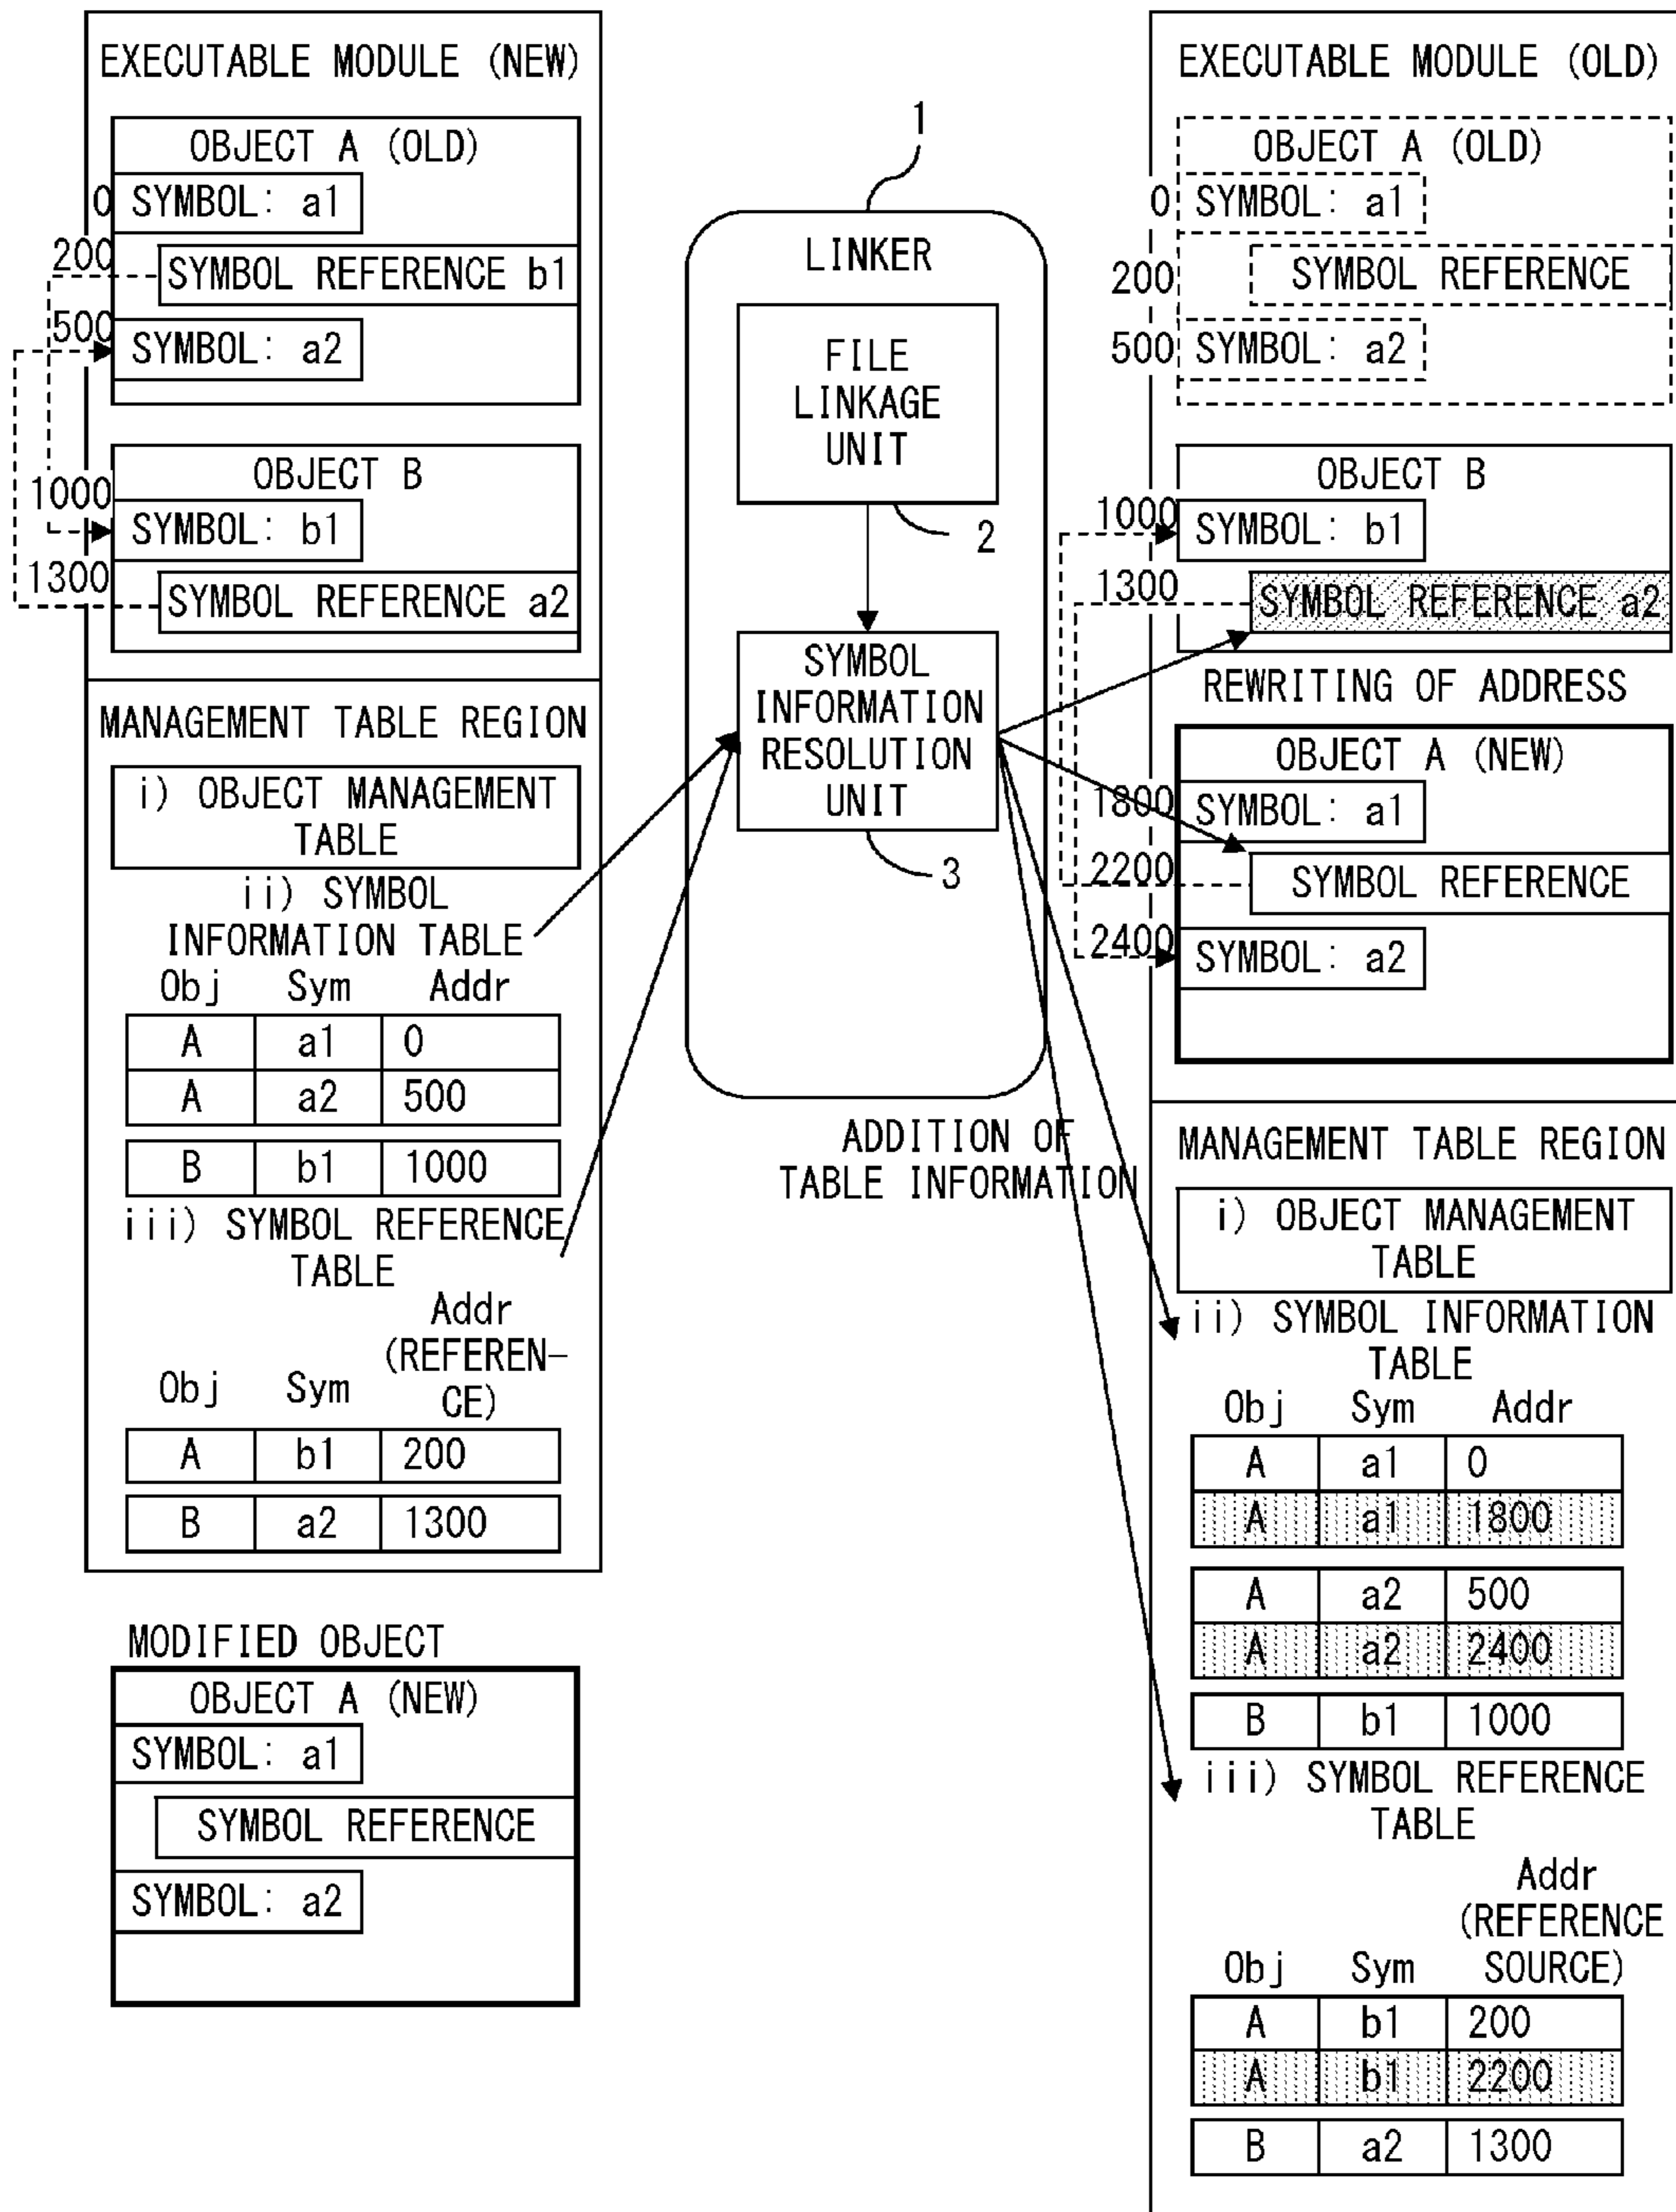 EXECUTABLE MODULE (NEW)
OBJECT A (OLD)
0
SYMBOL: a1
200
SYMBOL REFERENCE b1
500
SYMBOL: a2
OBJECT B
1000
SYMBOL: b1
1300
SYMBOL REFERENCE a2
MANAGEMENT TABLE REGION
i) OBJECT MANAGEMENT
TABLE
ii) SYMBOL
INFORMATION TABLE
Obj Sym Addr
A a1 0
A a2 500
B b1 1000
iii) SYMBOL REFERENCE
TABLE
Addr
(REFEREN-
Obj Sym CE)
A b1 200
B a2 1300
MODIFIED OBJECT
OBJECT A (NEW)
SYMBOL: a1
SYMBOL REFERENCE
SYMBOL: a2
1
LINKER
FILE
LINKAGE
UNIT
2
SYMBOL
INFORMATION
RESOLUTION
UNIT
3
ADDITION OF
TABLE INFORMATION
EXECUTABLE MODULE (OLD)
OBJECT A (OLD)
0
SYMBOL: a1
200
SYMBOL REFERENCE
500
SYMBOL: a2
OBJECT B
1000
SYMBOL: b1
1300
SYMBOL REFERENCE a2
REWRITING OF ADDRESS
OBJECT A (NEW)
1800
SYMBOL: a1
2200
SYMBOL REFERENCE
2400
SYMBOL: a2
MANAGEMENT TABLE REGION
i) OBJECT MANAGEMENT
TABLE
ii) SYMBOL INFORMATION
TABLE
Obj Sym Addr
A a1 0
A a1 1800
A a2 500
A a2 2400
B b1 1000
iii) SYMBOL REFERENCE
TABLE
Addr
(REFERENCE
Obj Sym SOURCE)
A b1 200
A b1 2200
B a2 1300